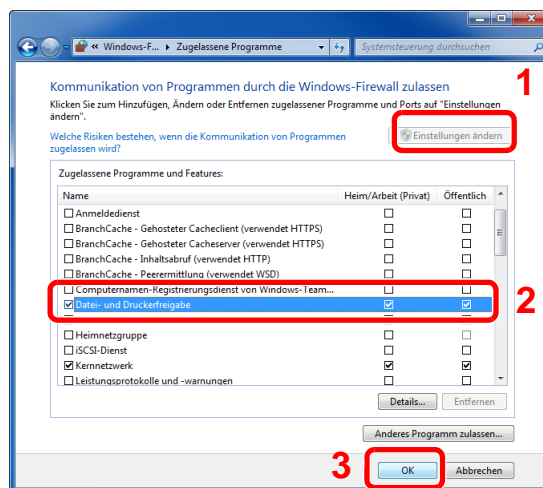 « Windows-F... ▸ Zugelassene Programme
Systemsteuerung durchsuchen
1
Kommunikation von Programmen durch die Windows-Firewall zulassen
Klicken Sie zum Hinzufügen, Ändern oder Entfernen zugelassener Programme und Ports auf "Einstellungen
ändern".
Welche Risiken bestehen, wenn die Kommunikation von Programmen
zugelassen wird?
Einstellungen ändern
Zugelassene Programme und Features:
Name Heim/Arbeit (Privat) Öffentlich
Anmeldedienst
BranchCache - Gehosteter Cacheclient (verwendet HTTPS)
BranchCache - Gehosteter Cacheserver (verwendet HTTPS)
BranchCache - Inhaltsabruf (verwendet HTTP)
BranchCache - Peerermittlung (verwendet WSD)
Computernamen-Registrierungsdienst von Windows-Team...
Datei- und Druckerfreigabe
2
Heimnetzgruppe
iSCSI-Dienst
Kernnetzwerk
Leistungsprotokolle und -warnungen
Details... Entfernen
Anderes Programm zulassen...
3
OK Abbrechen